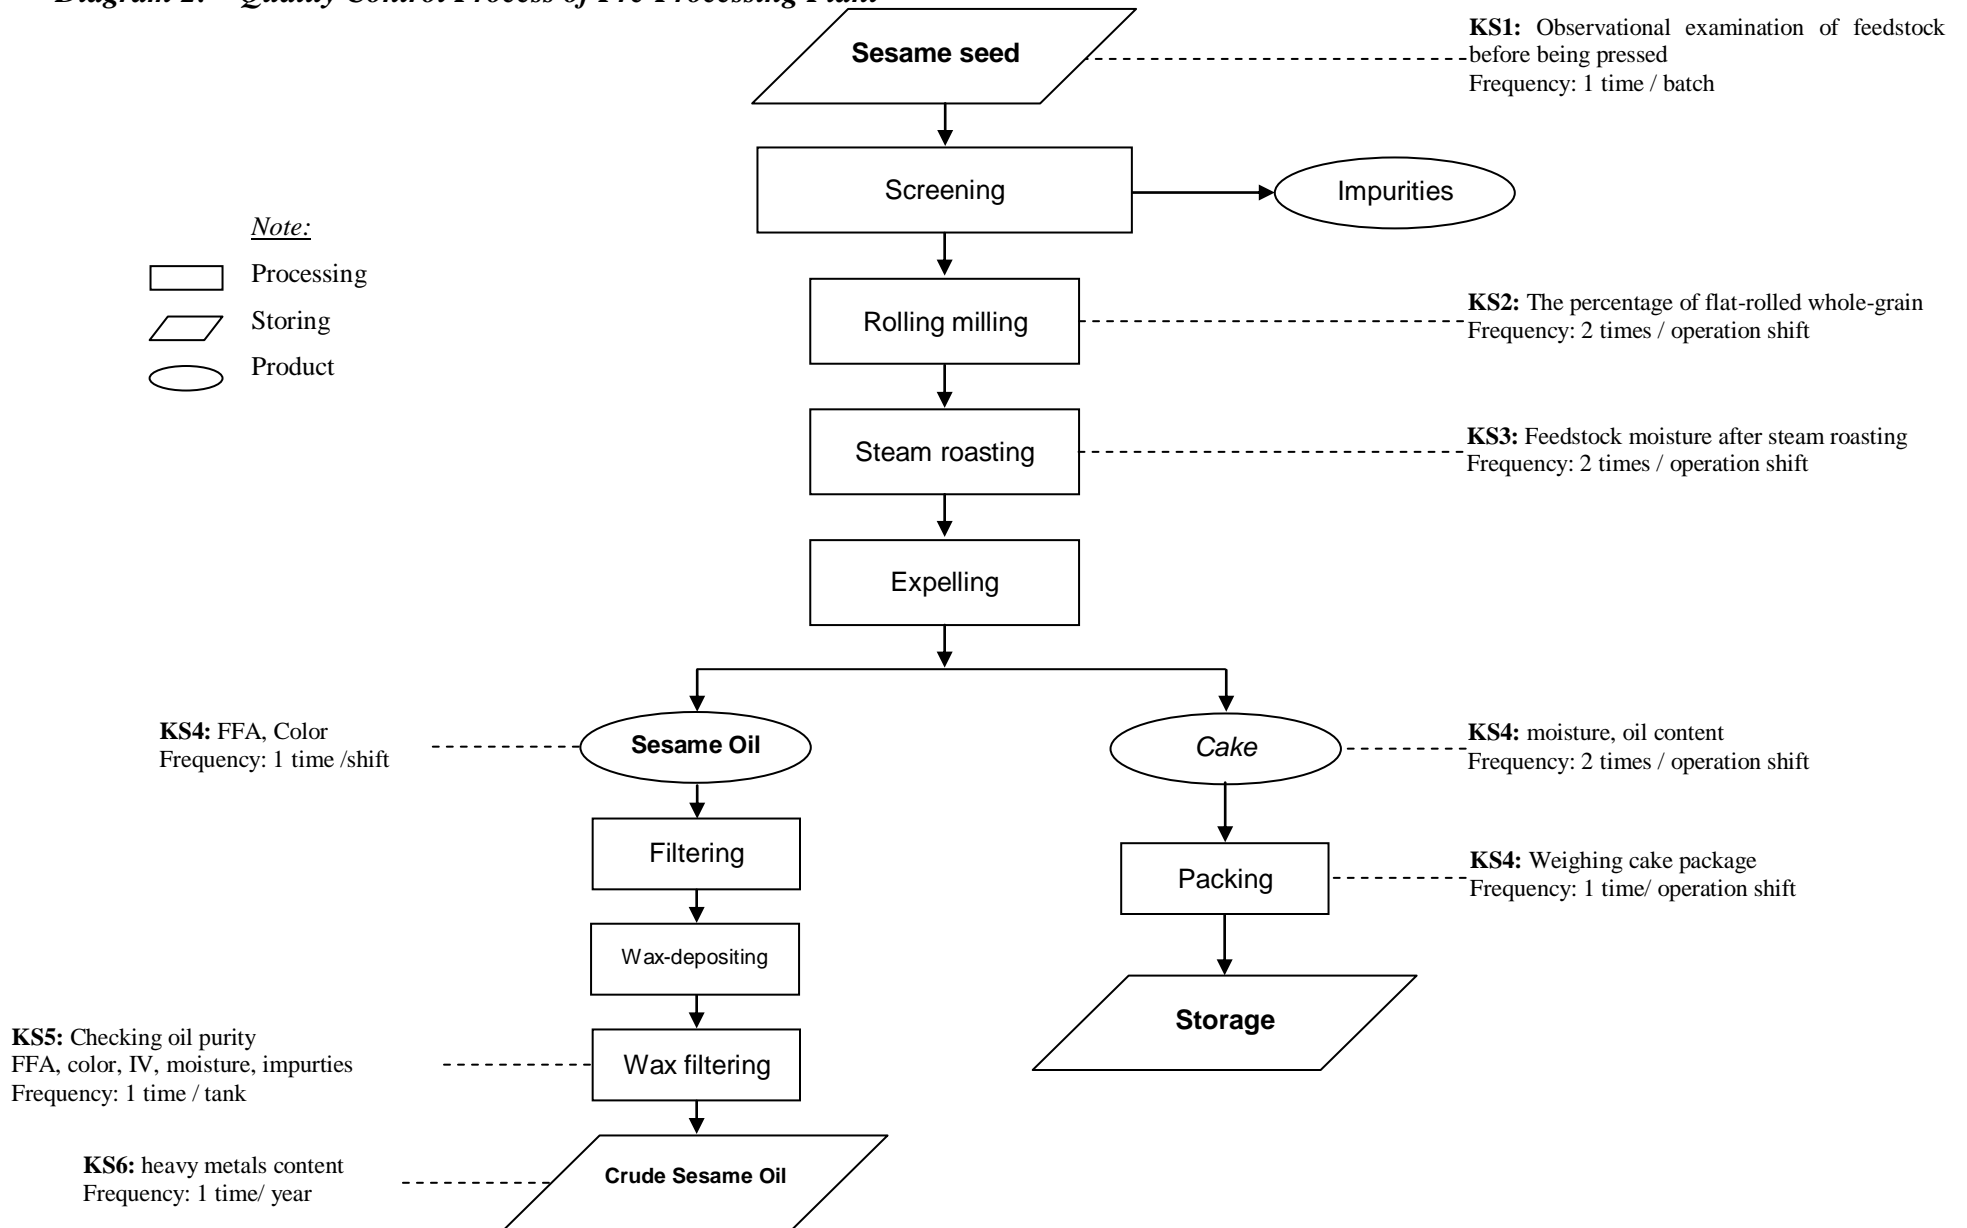 Diagram 2: Quality Control Process of Pre-Processing Plant
Sesame seed
KS1: Observational examination of feedstock
before being pressed
Frequency: 1 time / batch
Screening
Impurities
Note:
Processing
Storing
Product
Rolling milling
KS2: The percentage of flat-rolled whole-grain
Frequency: 2 times / operation shift
Steam roasting
KS3: Feedstock moisture after steam roasting
Frequency: 2 times / operation shift
Expelling
KS4: FFA, Color
Frequency: 1 time /shift
Sesame Oil
Cake
KS4: moisture, oil content
Frequency: 2 times / operation shift
Filtering
Packing
KS4: Weighing cake package
Frequency: 1 time/ operation shift
Wax-depositing
Storage
KS5: Checking oil purity
FFA, color, IV, moisture, impurties
Frequency: 1 time / tank
Wax filtering
KS6: heavy metals content
Frequency: 1 time/ year
Crude Sesame Oil